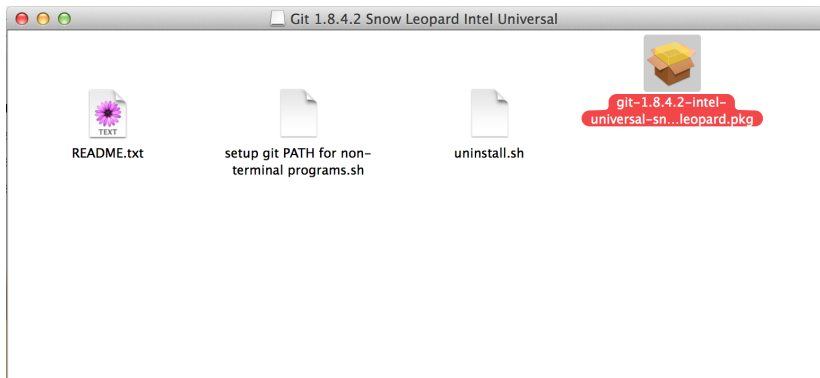 Git 1.8.4.2 Snow Leopard Intel Universal
git-1.8.4.2-intel-
universal-sn...leopard.pkg
TEXT
README.txt
setup git PATH for non-
terminal programs.sh
uninstall.sh